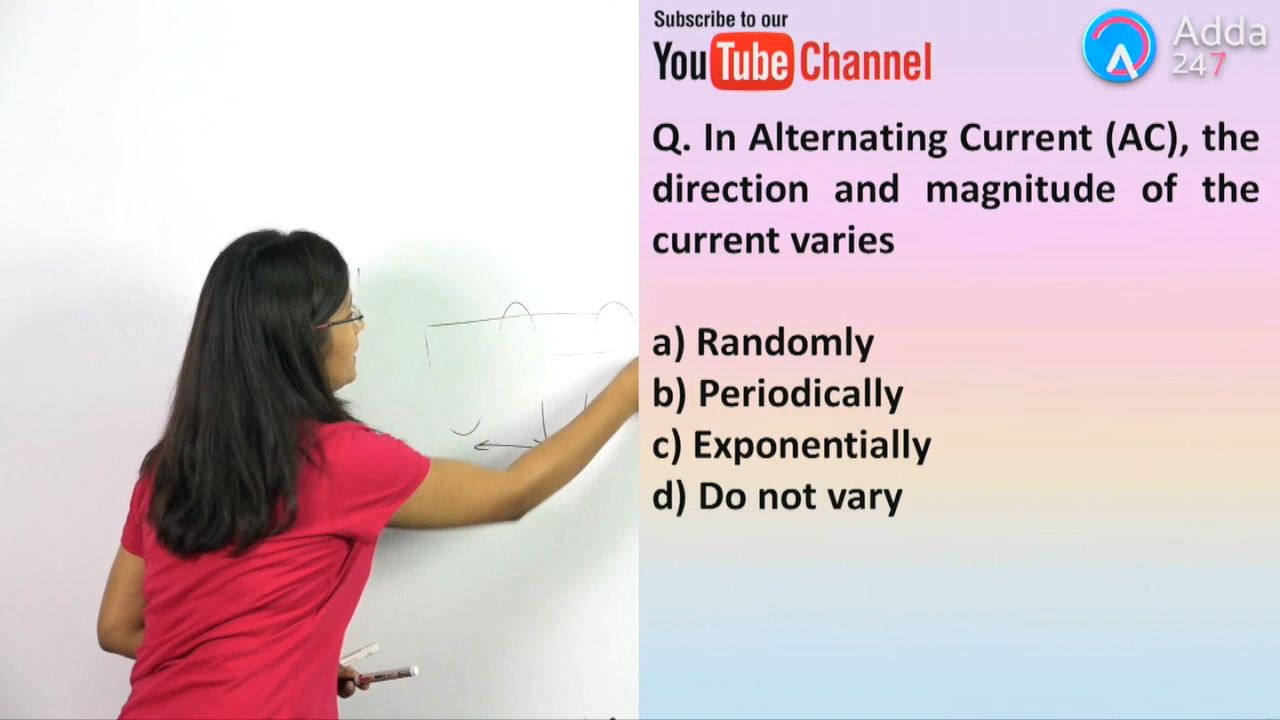 Subscribe to our
YouTube Channel
Adda
247
Q. In Alternating Current (AC), the
direction and magnitude of the
current varies
a) Randomly
b) Periodically
c) Exponentially
d) Do not vary